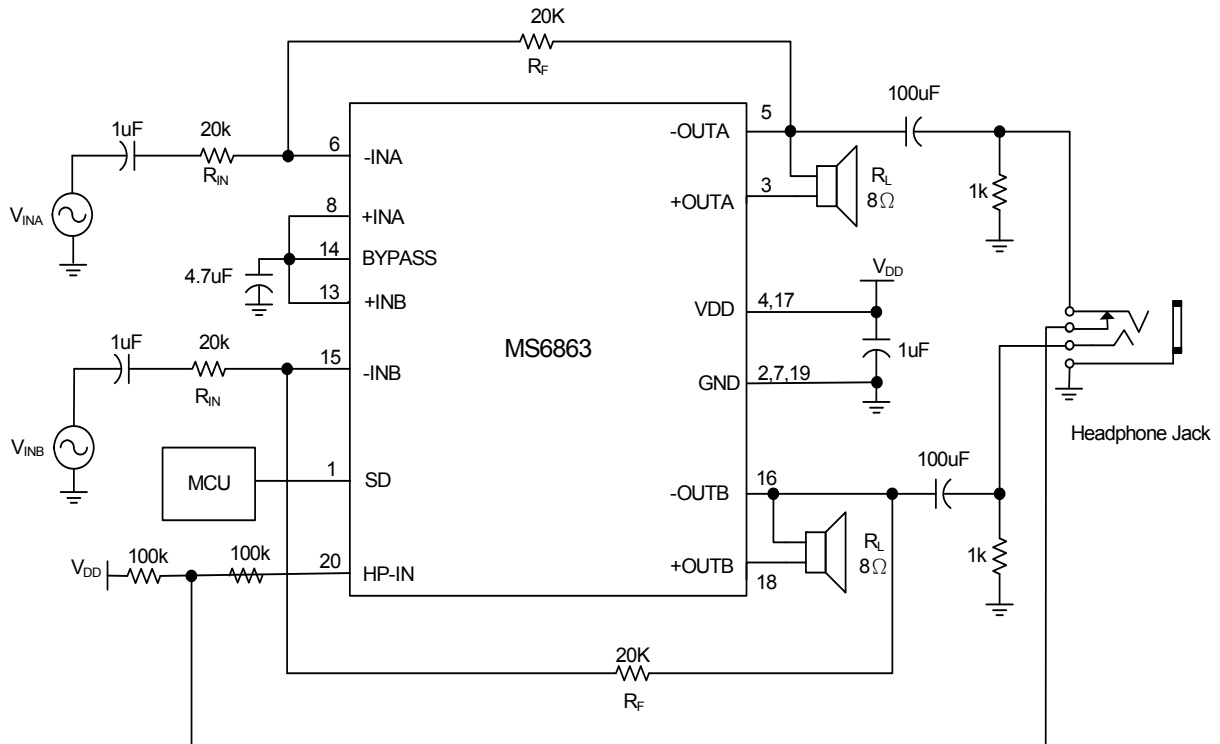 20K
RF
1uF
20k
RIN
VINA
6
-INA
8
+INA
14
BYPASS
4.7uF
13
+INB
1uF
20k
RIN
15
-INB
VINB
MCU
1
SD
VDD
100k
100k
20
HP-IN
MS6863
5
-OUTA
3
+OUTA
RL
8Ω
100uF
1k
VDD
VDD
4,17
1uF
GND
2,7,19
Headphone Jack
16
-OUTB
+OUTB
18
RL
8Ω
100uF
1k
20K
RF